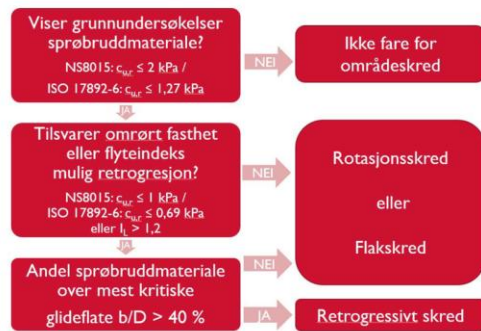 Viser grunnundersøkelser
sprøbruddmateriale?
NS8015: cu,r ≤ 2 kPa /
ISO 17892-6: cu,r ≤ 1,27 kPa
NEI
Ikke fare for
områdeskred
JA
Tilsvarer omrørt fasthet
eller flyteindeks
mulig retrogresjon?
NS8015: cu,r ≤ 1 kPa /
ISO 17892-6: cu,r ≤ 0,69 kPa
eller IL > 1,2
NEI
Rotasjonsskred
eller
Flakskred
JA
Andel sprøbruddmateriale
over mest kritiske
glideflate b/D > 40 %
NEI
JA
Retrogressivt skred